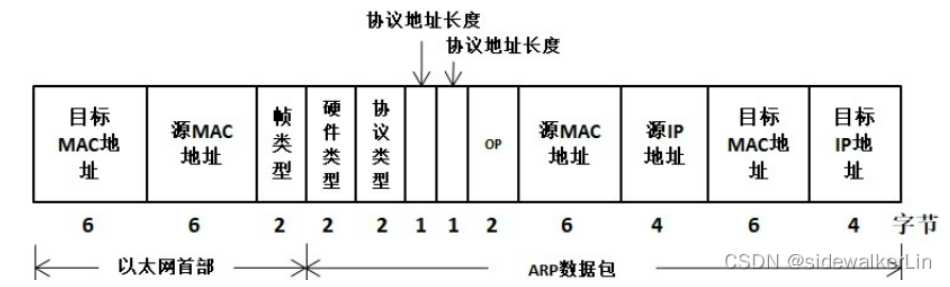 协议地址长度
协议地址长度
目标
MAC地
址
源MAC
地址
帧
类
型
硬
件
类
型
协
议
类
型
OP
源MAC
地址
源IP
地址
目标
MAC地
址
目标
IP地
址
6 6 2 2 2 1 1 2 6 4 6 4 字节
以太网首部 ARP数据包
CSDN @sidewalkerLin